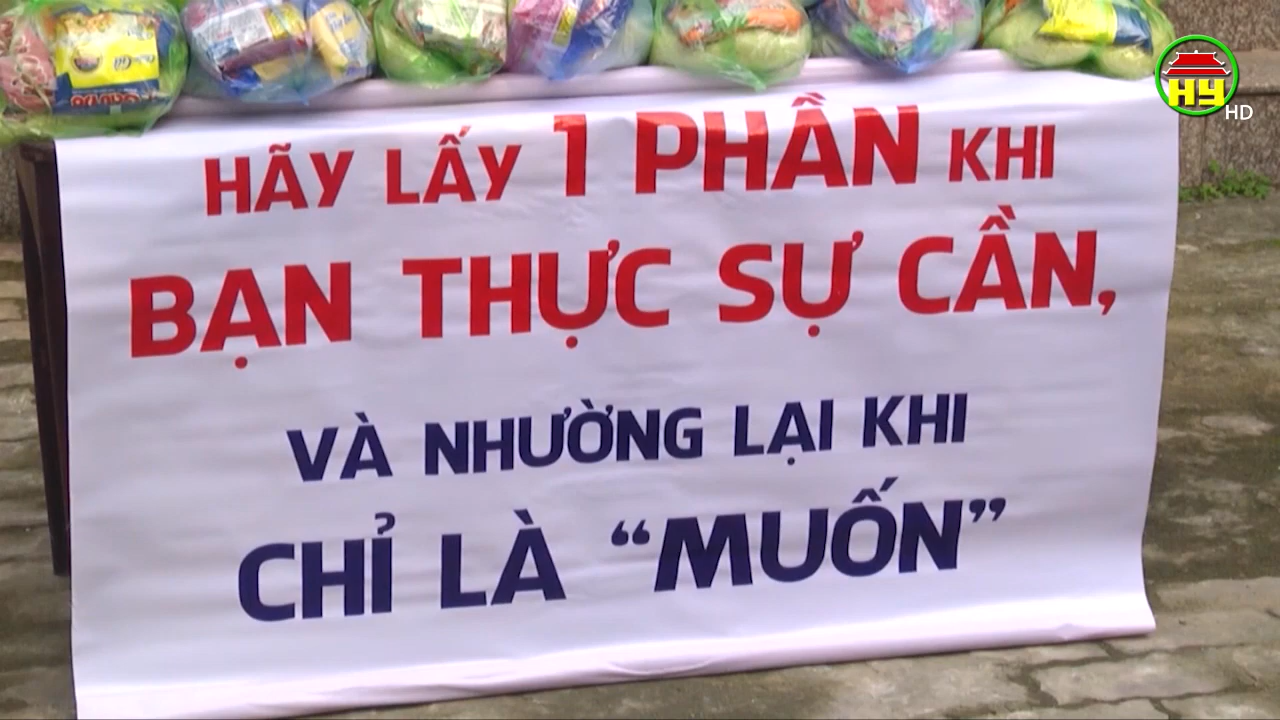 HÃY LẤY 1 PHẦN KHI
BẠN THỰC SỰ CẦN,
VÀ NHƯỜNG LẠI KHI
CHỈ LÀ “MUỐN”
HY
HD